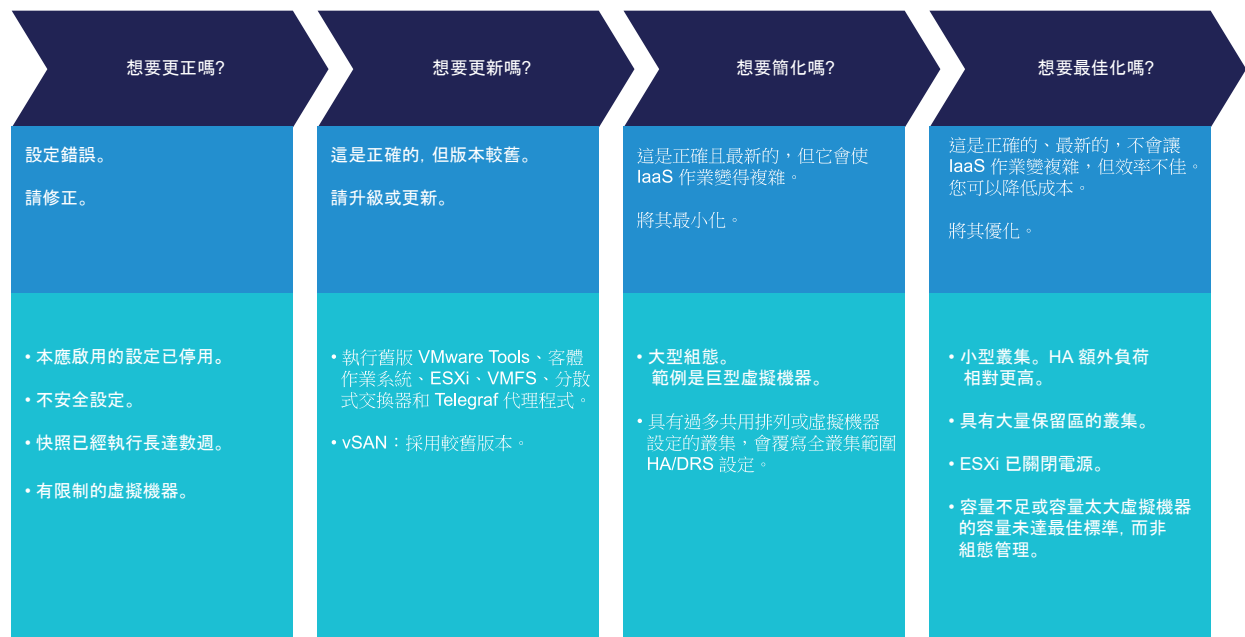 想要更正嗎?
設定錯誤。
請修正。
• 本應啟用的設定已停用。
• 不安全設定。
• 快照已經執行長達數週。
• 有限制的虛擬機器。
想要更新嗎?
這是正確的, 但版本較舊。
請升級或更新。
• 執行舊版 VMware Tools、客體
作業系統、ESXi、VMFS、分散
式交換器和 Telegraf 代理程式。
• vSAN：採用較舊版本。
想要簡化嗎?
這是正確且最新的，但它會使
IaaS 作業變得複雜。
將其最小化。
• 大型組態。
範例是巨型虛擬機器。
• 具有過多共用排列或虛擬機器
設定的叢集，會覆寫全叢集範圍
HA/DRS 設定。
想要最佳化嗎?
這是正確的、最新的，不會讓
IaaS 作業變複雜，但效率不佳。
您可以降低成本。
將其優化。
• 小型叢集。HA 額外負荷
相對更高。
• 具有大量保留區的叢集。
• ESXi 已關閉電源。
• 容量不足或容量太大虛擬機器
的容量未達最佳標準, 而非
組態管理。